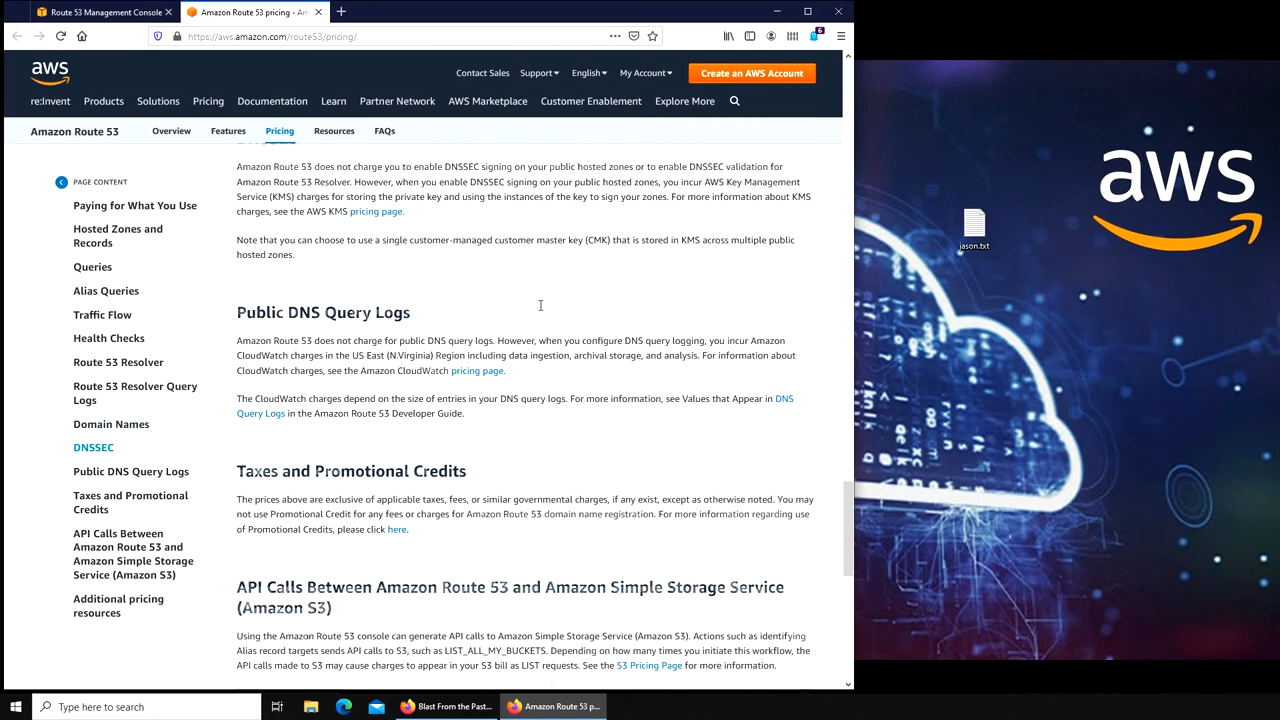 Route 53 Management Console
Amazon Route 53 pricing - Am
https://aws.amazon.com/route53/pricing/
6
aws
Contact Sales Support English My Account Create an AWS Account
re:Invent Products Solutions Pricing Documentation Learn Partner Network AWS Marketplace Customer Enablement Explore More
Amazon Route 53 Overview Features Pricing Resources FAQs
PAGE CONTENT
Paying for What You Use
Hosted Zones and
Records
Queries
Alias Queries
Traffic Flow
Health Checks
Route 53 Resolver
Route 53 Resolver Query
Logs
Domain Names
DNSSEC
Public DNS Query Logs
Taxes and Promotional
Credits
API Calls Between
Amazon Route 53 and
Amazon Simple Storage
Service (Amazon S3)
Additional pricing
resources
Amazon Route 53 does not charge you to enable DNSSEC signing on your public hosted zones or to enable DNSSEC validation for
Amazon Route 53 Resolver. However, when you enable DNSSEC signing on your public hosted zones, you incur AWS Key Management
Service (KMS) charges for storing the private key and using the instances of the key to sign your zones. For more information about KMS
charges, see the AWS KMS pricing page.
Note that you can choose to use a single customer-managed customer master key (CMK) that is stored in KMS across multiple public
hosted zones.
Public DNS Query Logs
Amazon Route 53 does not charge for public DNS query logs. However, when you configure DNS query logging, you incur Amazon
CloudWatch charges in the US East (N.Virginia) Region including data ingestion, archival storage, and analysis. For information about
CloudWatch charges, see the Amazon CloudWatch pricing page.
The CloudWatch charges depend on the size of entries in your DNS query logs. For more information, see Values that Appear in DNS
Query Logs in the Amazon Route 53 Developer Guide.
Taxes and Promotional Credits
The prices above are exclusive of applicable taxes, fees, or similar governmental charges, if any exist, except as otherwise noted. You may
not use Promotional Credit for any fees or charges for Amazon Route 53 domain name registration. For more information regarding use
of Promotional Credits, please click here.
API Calls Between Amazon Route 53 and Amazon Simple Storage Service
(Amazon S3)
Using the Amazon Route 53 console can generate API calls to Amazon Simple Storage Service (Amazon S3). Actions such as identifying
Alias record targets sends API calls to S3, such as LIST_ALL_MY_BUCKETS. Depending on how many times you initiate this workflow, the
API calls made to S3 may cause charges to appear in your S3 bill as LIST requests. See the S3 Pricing Page for more information.
aws
jason.txt
Type here to search
Blast From the Past...
Amazon Route 53 p...